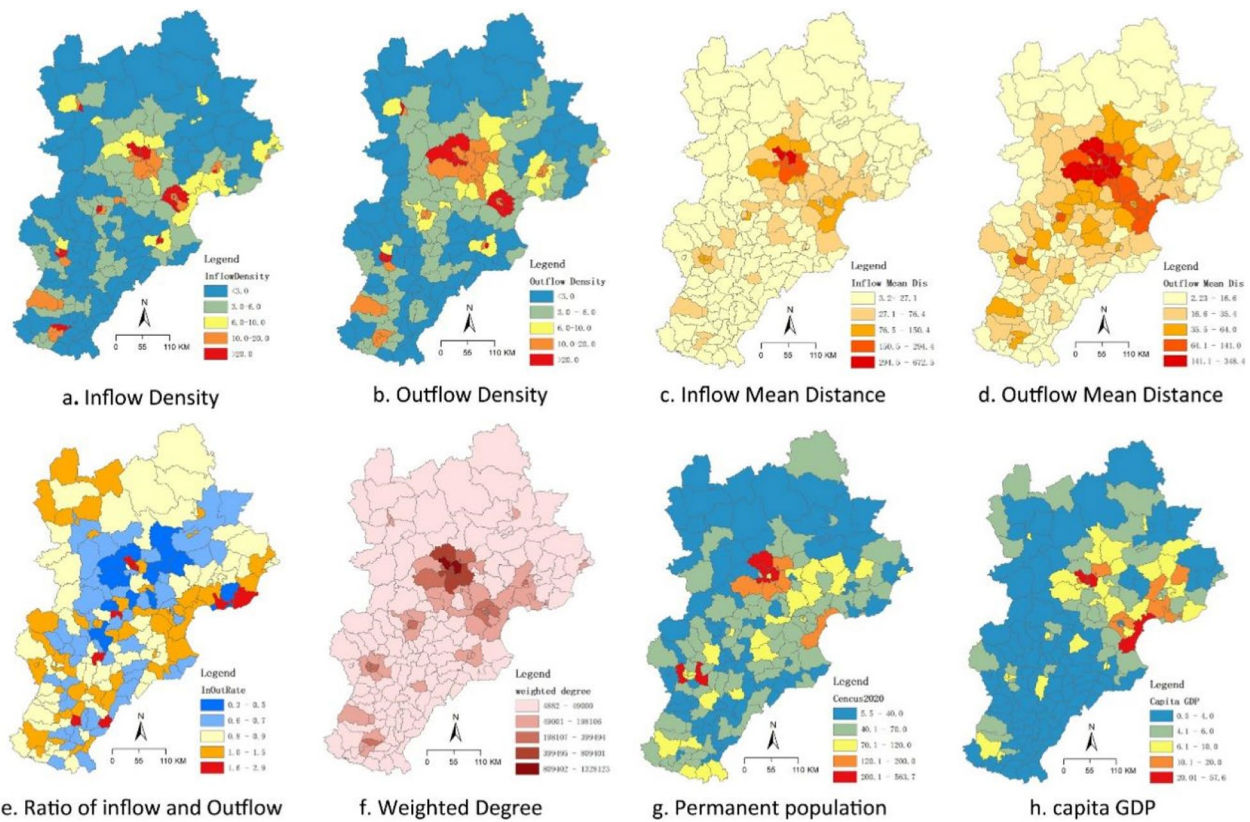 Legend
InflowDensity
<3.0
3.0-6.0
6.0-10.0
10.0-20.0
>20.0
N
0 55 110 KM
a. Inflow Density
Legend
Outflow Density
<3.0
3.0 - 6.0
6.0-10.0
10.0-20.0
>20.0
N
0 55 110 KM
b. Outflow Density
Legend
Inflow Mean Dis
3.2- 27.1
27.1 - 76.4
76.5 - 150.4
150.5 - 294.4
294.5 - 672.5
N
0 55 110 KM
c. Inflow Mean Distance
Legend
Outflow Mean Dis
2.23 - 16.6
16.6 - 35.4
35.5 - 64.0
64.1 - 141.0
141.1 - 348.4
N
0 55 110 KM
d. Outflow Mean Distance
Legend
InOutRate
0.3 - 0.5
0.6 - 0.7
0.8 - 0.9
1.0 - 1.5
1.6 - 2.9
N
0 55 110 KM
e. Ratio of inflow and Outflow
Legend
weighted degree
N
0 55 110 KM
f. Weighted Degree
Legend
Cencus2020
5.5 - 40.0
40.1 - 70.0
70.1 - 120.0
120.1 - 200.0
200.1 - 563.7
N
0 55 110 KM
g. Permanent population
Legend
Capita GDP
4.1 - 6.0
6.1 - 10.0
10.1 - 20.0
20.01 - 57.6
N
0 55 110 KM
h. capita GDP